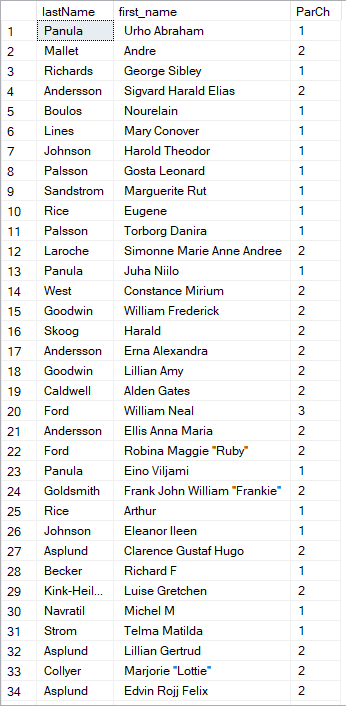 lastName first_name ParCh
1 Panula Urho Abraham 1
2 Mallet Andre 2
3 Richards George Sibley 1
4 Andersson Sigvard Harald Elias 2
5 Boulos Nourelain 1
6 Lines Mary Conover 1
7 Johnson Harold Theodor 1
8 Palsson Gosta Leonard 1
9 Sandstrom Marguerite Rut 1
10 Rice Eugene 1
11 Palsson Torborg Danira 1
12 Laroche Simonne Marie Anne Andree 2
13 Panula Juha Niilo 1
14 West Constance Mirium 2
15 Goodwin William Frederick 2
16 Skoog Harald 2
17 Andersson Erna Alexandra 2
18 Goodwin Lillian Amy 2
19 Caldwell Alden Gates 2
20 Ford William Neal 3
21 Andersson Ellis Anna Maria 2
22 Ford Robina Maggie "Ruby" 2
23 Panula Eino Viljami 1
24 Goldsmith Frank John William "Frankie" 2
25 Rice Arthur 1
26 Johnson Eleanor Ileen 1
27 Asplund Clarence Gustaf Hugo 2
28 Becker Richard F 1
29 Kink-Heil... Luise Gretchen 2
30 Navratil Michel M 1
31 Strom Telma Matilda 1
32 Asplund Lillian Gertrud 2
33 Collyer Marjorie "Lottie" 2
34 Asplund Edvin Rojj Felix 2